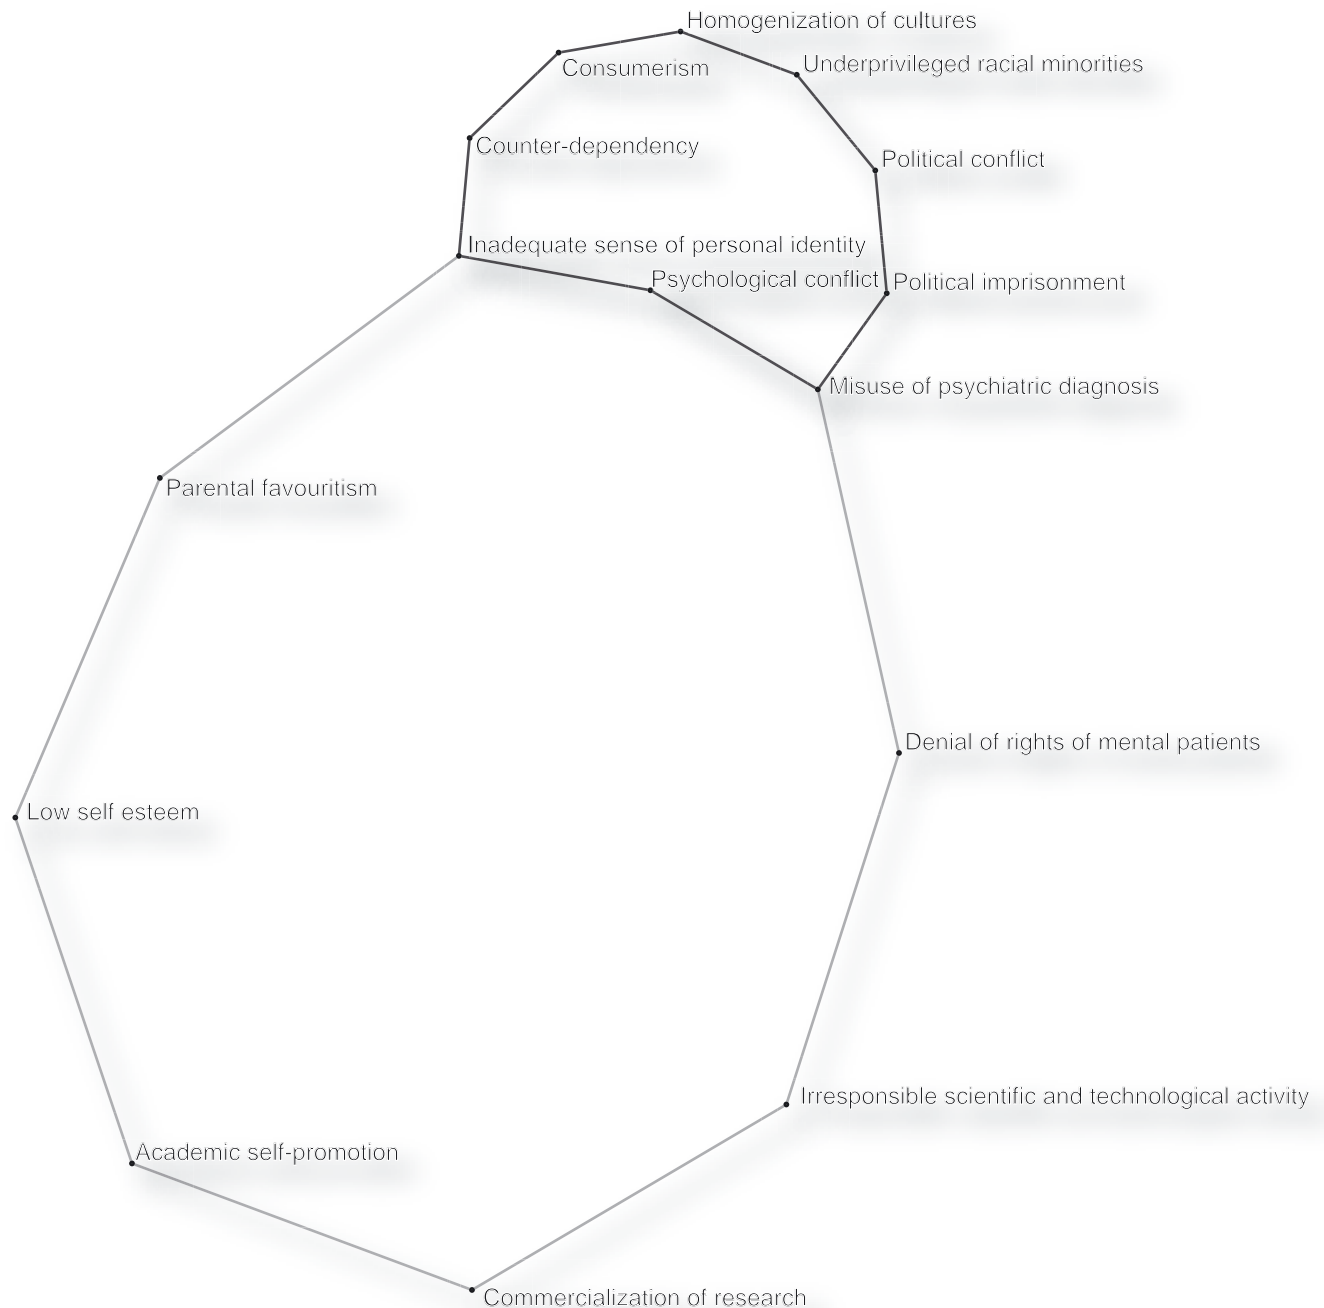 Homogenization of cultures
Underprivileged racial minorities
Consumerism
Counter-dependency
Political conflict
Inadequate sense of personal identity
Psychological conflict
Political imprisonment
Misuse of psychiatric diagnosis
Parental favouritism
Denial of rights of mental patients
Low self esteem
Irresponsible scientific and technological activity
Academic self-promotion
Commercialization of research